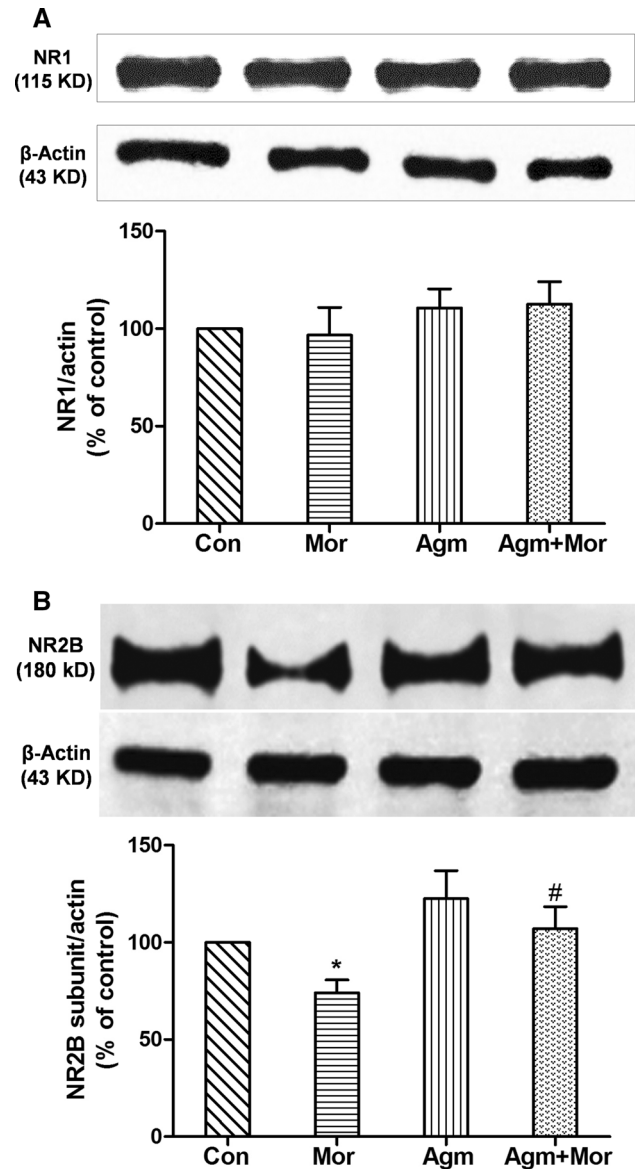 A
NR1
(115 KD)
β-Actin
(43 KD)
NR1/actin
(% of control)
150
100
50
0
Con Mor Agm Agm+Mor
B
NR2B
(180 kD)
β-Actin
(43 KD)
NR2B subunit/actin
(% of control)
150
100
50
0
* #
Con Mor Agm Agm+Mor